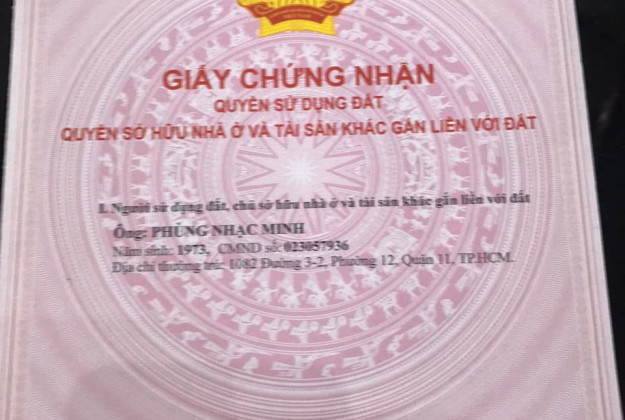 GIẤY CHỨNG NHẬN
QUYỀN SỬ DỤNG ĐẤT
QUYỀN SỞ HỮU NHÀ Ở VÀ TÀI SẢN KHÁC GẮN LIỀN VỚI ĐẤT
I. Người sử dụng đất, chủ sở hữu nhà ở và tài sản khác gắn liền với đất
Ông: PHÙNG NHẠC MINH
Năm sinh: 1973, CMND số: 023057936
Địa chỉ thường trú: 1082 Đường 3-2, Phường 12, Quận 11, TP.HCM.